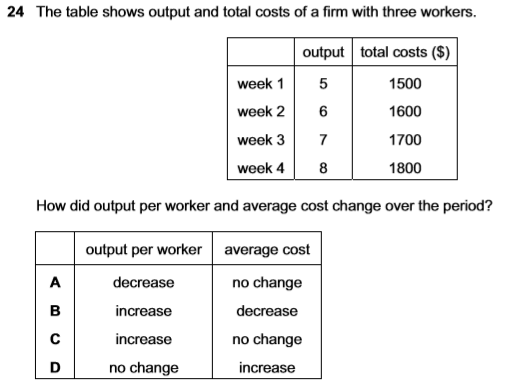 24 The table shows output and total costs of a firm with three workers.
output total costs ($)
week 1 5 1500
week 2 6 1600
week 3 7 1700
week 4 8 1800
How did output per worker and average cost change over the period?
output per worker average cost
A decrease no change
B increase decrease
C increase no change
D no change increase